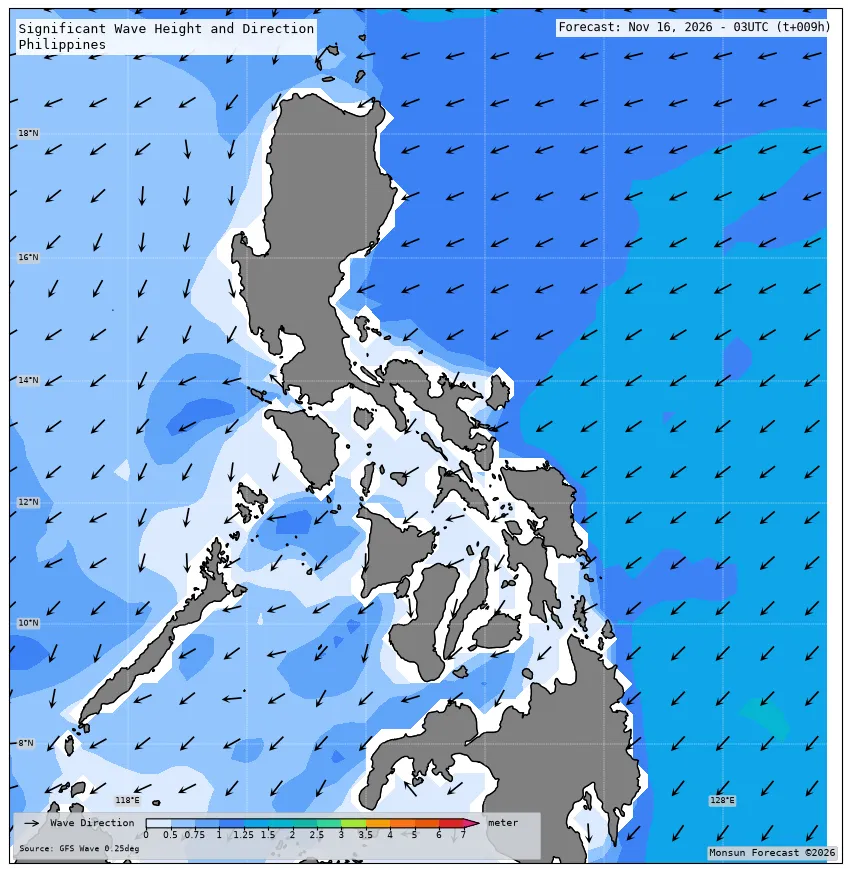 Significant Wave Height and Direction
Philippines
Forecast: Nov 16, 2026 - 03UTC (t+009h)
18°N
16°N
14°N
12°N
10°N
8°N
118°E
128°E
Wave Direction
0 0.5 0.75 1 1.25 1.5 2 2.5 3 3.5 4 5 6 7
meter
Source: GFS Wave 0.25deg
Monsun Forecast ©2026